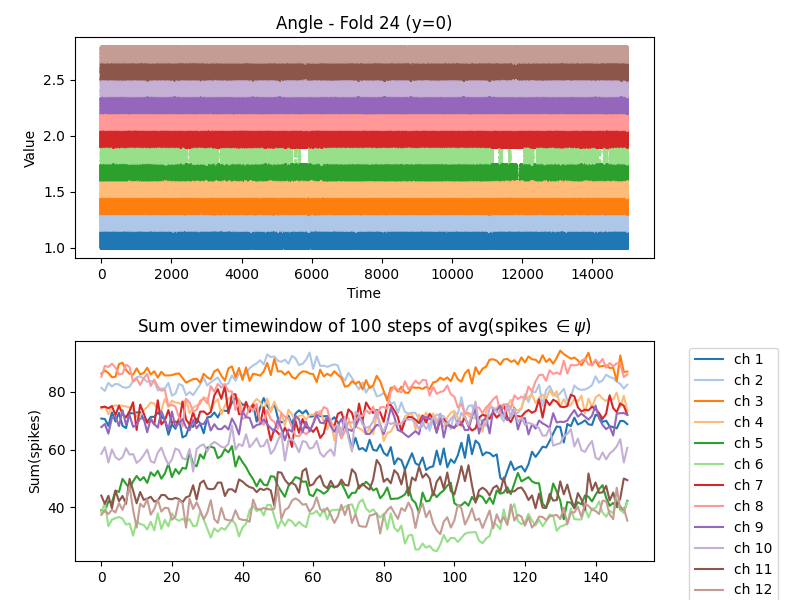 Angle - Fold 24 (y=0)
Value
2.5
2.0
1.5
1.0
0 2000 4000 6000 8000 10000 12000 14000
Time
Sum over timewindow of 100 steps of avg(spikes ∈ ψ)
Sum(spikes)
80
60
40
0 20 40 60 80 100 120 140
ch 1
ch 2
ch 3
ch 4
ch 5
ch 6
ch 7
ch 8
ch 9
ch 10
ch 11
ch 12